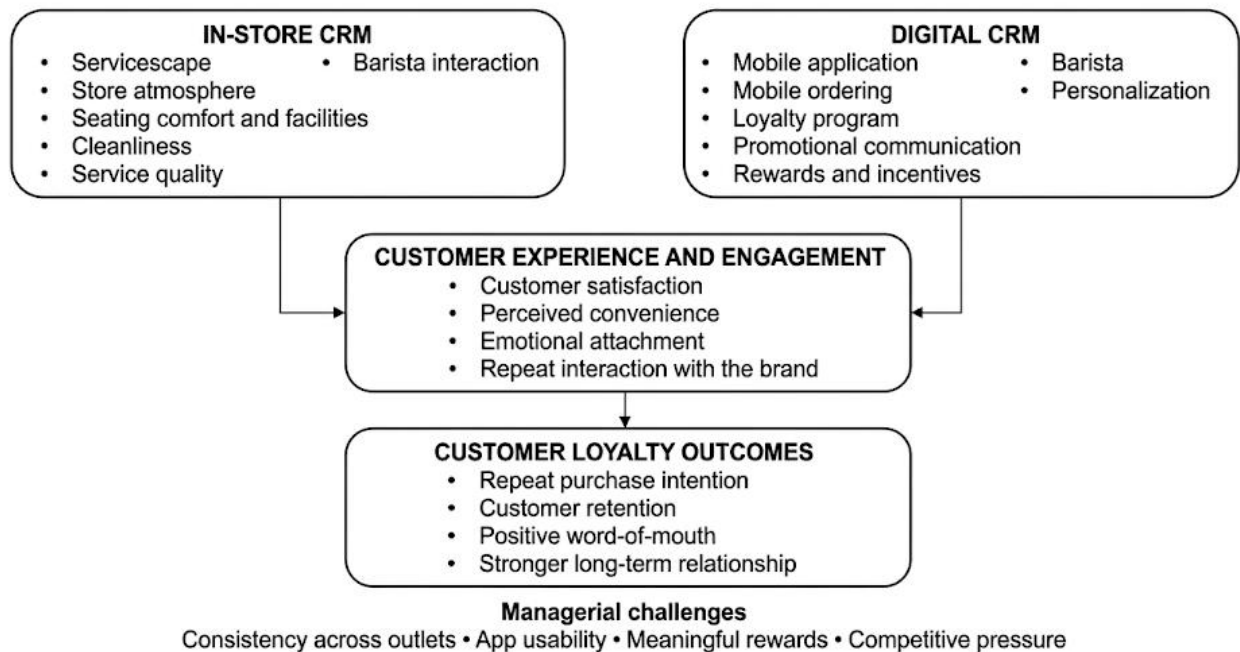 IN-STORE CRM
• Servicescape
• Barista interaction
• Store atmosphere
• Seating comfort and facilities
• Cleanliness
• Service quality
DIGITAL CRM
• Mobile application
• Barista
• Mobile ordering
• Personalization
• Loyalty program
• Promotional communication
• Rewards and incentives
CUSTOMER EXPERIENCE AND ENGAGEMENT
• Customer satisfaction
• Perceived convenience
• Emotional attachment
• Repeat interaction with the brand
CUSTOMER LOYALTY OUTCOMES
• Repeat purchase intention
• Customer retention
• Positive word-of-mouth
• Stronger long-term relationship
Managerial challenges
Consistency across outlets • App usability • Meaningful rewards • Competitive pressure